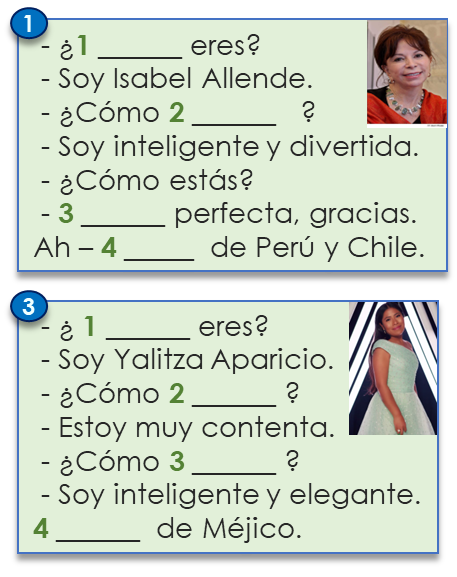 1
- ¿1 ______ eres?
- Soy Isabel Allende.
- ¿Cómo 2 ______ ?
- Soy inteligente y divertida.
- ¿Cómo estás?
- 3 ______ perfecta, gracias.
Ah – 4 _____ de Perú y Chile.
3
- ¿ 1 ______ eres?
- Soy Yalitza Aparicio.
- ¿Cómo 2 ______ ?
- Estoy muy contenta.
- ¿Cómo 3 ______ ?
- Soy inteligente y elegante.
4 ______ de Méjico.